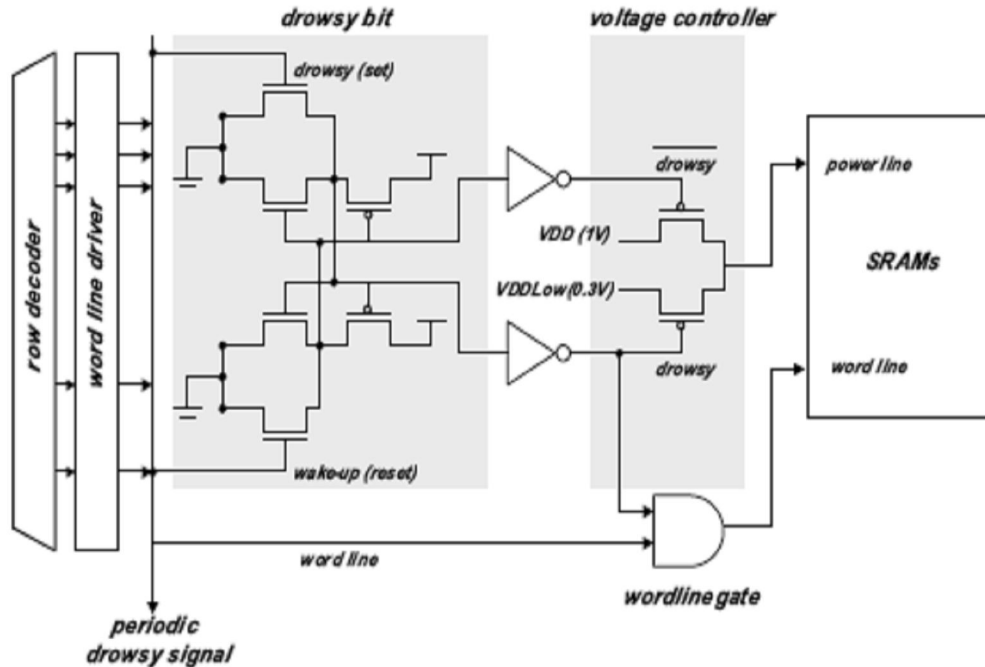 drowsy bit
voltage controller
drowsy (set)
row decoder
word line driver
drowsy
power line
VDD (1V)
SRAMs
VDDLow(0.3V)
drowsy
word line
wake-up (reset)
word line
wordline gate
periodic
drowsy signal